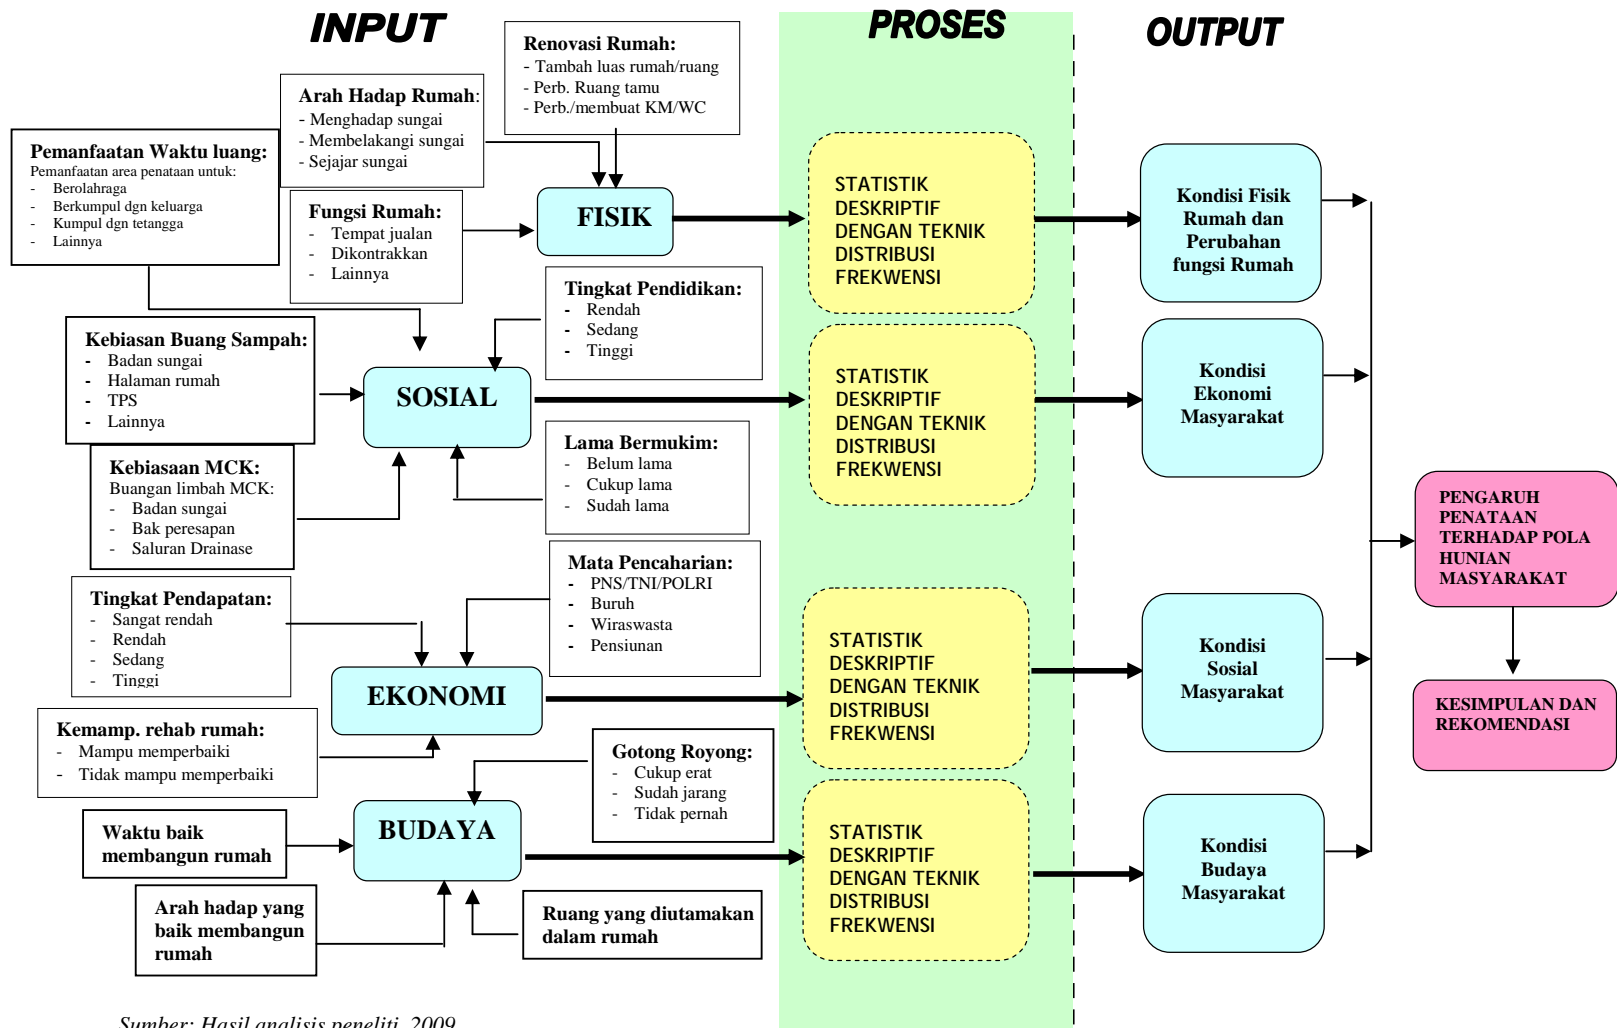 INPUT
PROSES
OUTPUT
Renovasi Rumah:
- Tambah luas rumah/ruang
- Perb. Ruang tamu
- Perb./membuat KM/WC
Arah Hadap Rumah:
- Menghadap sungai
- Membelakangi sungai
- Sejajar sungai
Pemanfaatan Waktu luang:
Pemanfaatan area penataan untuk:
- Berolahraga
- Berkumpul dgn keluarga
- Kumpul dgn tetangga
- Lainnya
Fungsi Rumah:
- Tempat jualan
- Dikontrakkan
- Lainnya
FISIK
STATISTIK
DESKRIPTIF
DENGAN TEKNIK
DISTRIBUSI
FREKWENSI
Kondisi Fisik
Rumah dan
Perubahan
fungsi Rumah
Tingkat Pendidikan:
- Rendah
- Sedang
- Tinggi
Kebiasan Buang Sampah:
- Badan sungai
- Halaman rumah
- TPS
- Lainnya
SOSIAL
STATISTIK
DESKRIPTIF
DENGAN TEKNIK
DISTRIBUSI
FREKWENSI
Kondisi
Ekonomi
Masyarakat
Lama Bermukim:
- Belum lama
- Cukup lama
- Sudah lama
Kebiasaan MCK:
Buangan limbah MCK:
- Badan sungai
- Bak peresapan
- Saluran Drainase
PENGARUH
PENATAAN
TERHADAP POLA
HUNIAN
MASYARAKAT
Mata Pencaharian:
- PNS/TNI/POLRI
- Buruh
- Wiraswasta
- Pensiunan
Tingkat Pendapatan:
- Sangat rendah
- Rendah
- Sedang
- Tinggi
EKONOMI
STATISTIK
DESKRIPTIF
DENGAN TEKNIK
DISTRIBUSI
FREKWENSI
Kondisi
Sosial
Masyarakat
KESIMPULAN DAN
REKOMENDASI
Kemamp. rehab rumah:
- Mampu memperbaiki
- Tidak mampu memperbaiki
Gotong Royong:
- Cukup erat
- Sudah jarang
- Tidak pernah
Waktu baik
membangun rumah
BUDAYA
STATISTIK
DESKRIPTIF
DENGAN TEKNIK
DISTRIBUSI
FREKWENSI
Kondisi
Budaya
Masyarakat
Arah hadap yang
baik membangun
rumah
Ruang yang diutamakan
dalam rumah
Sumber: Hasil analisis peneliti, 2009